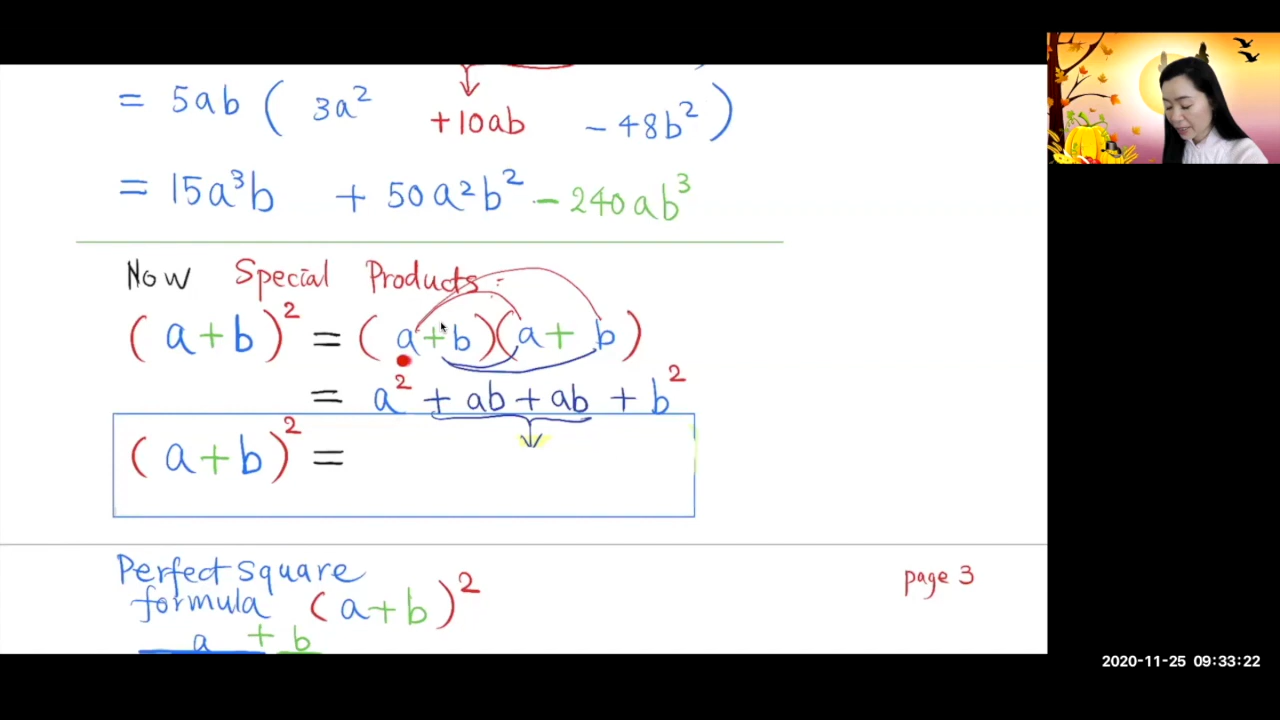 = 5ab ( 3a² +10ab - 48b² )
= 15a³b + 50a²b² - 240ab³
Now Special Products :
( a+b )² = ( a+b )( a+ b )
= a² + ab + ab + b²
( a+b )² =
Perfect square
formula ( a+b )²
page 3
a + b
2020-11-25 09:33:22